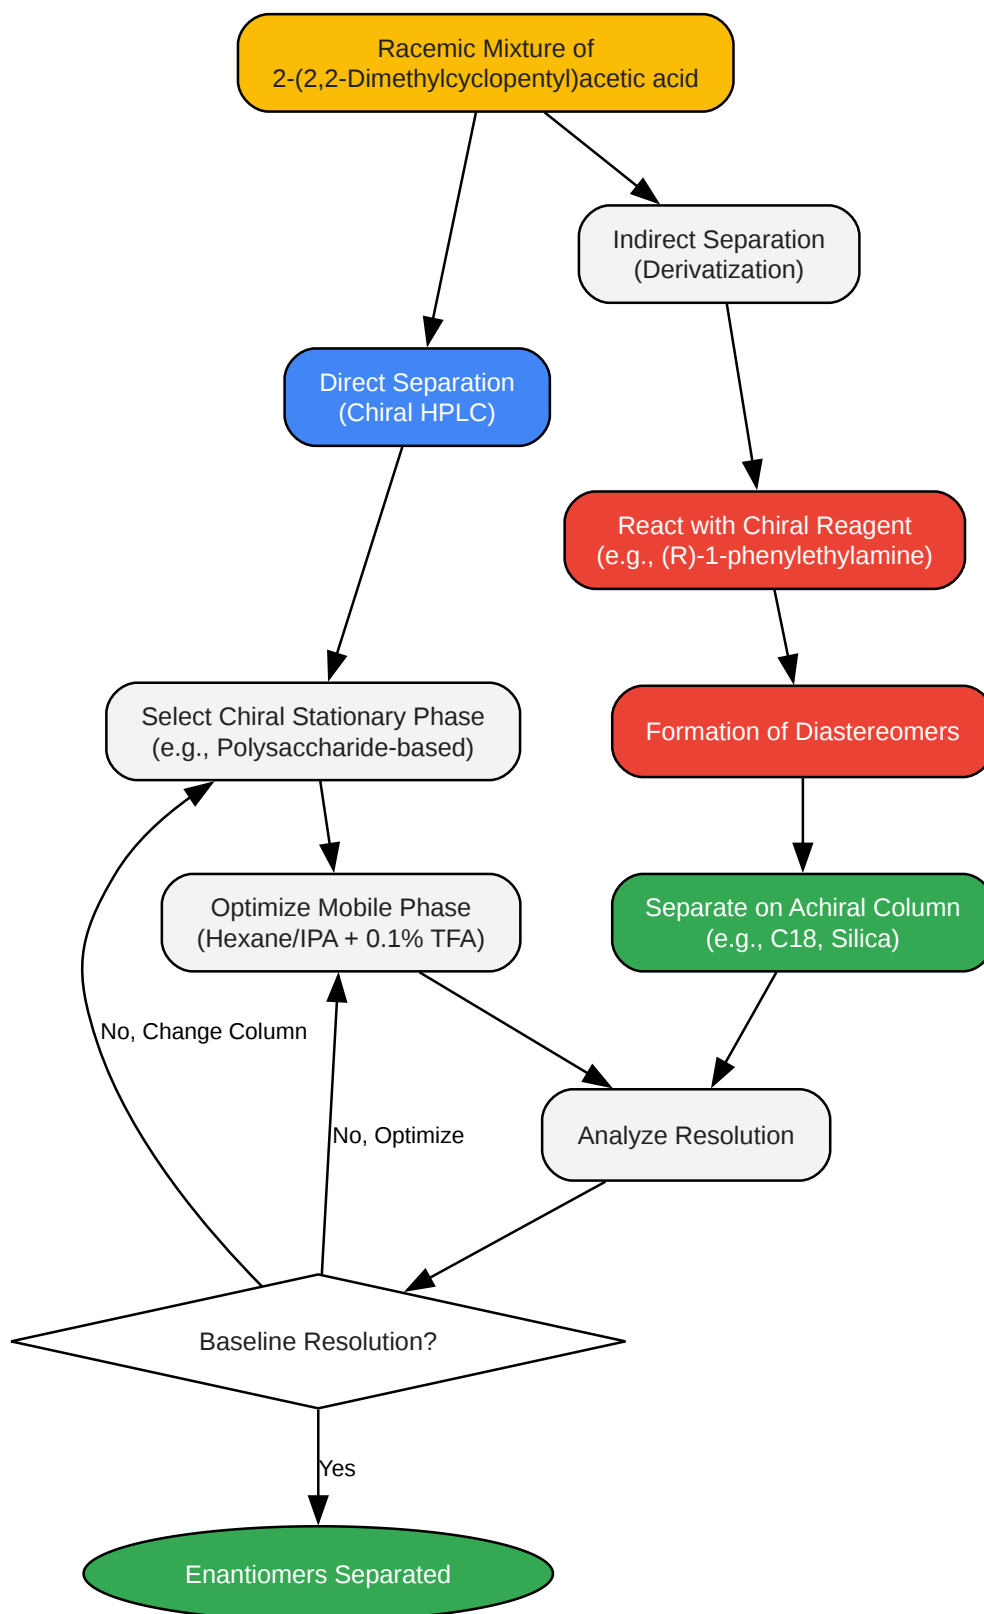 Racemic Mixture of
2-(2,2-Dimethylcyclopentyl)acetic acid
Indirect Separation
(Derivatization)
Direct Separation
(Chiral HPLC)
React with Chiral Reagent
(e.g., (R)-1-phenylethylamine)
Select Chiral Stationary Phase
(e.g., Polysaccharide-based)
Formation of Diastereomers
Optimize Mobile Phase
(Hexane/IPA + 0.1% TFA)
Separate on Achiral Column
(e.g., C18, Silica)
No, Change Column
No, Optimize
Analyze Resolution
Baseline Resolution?
Yes
Enantiomers Separated